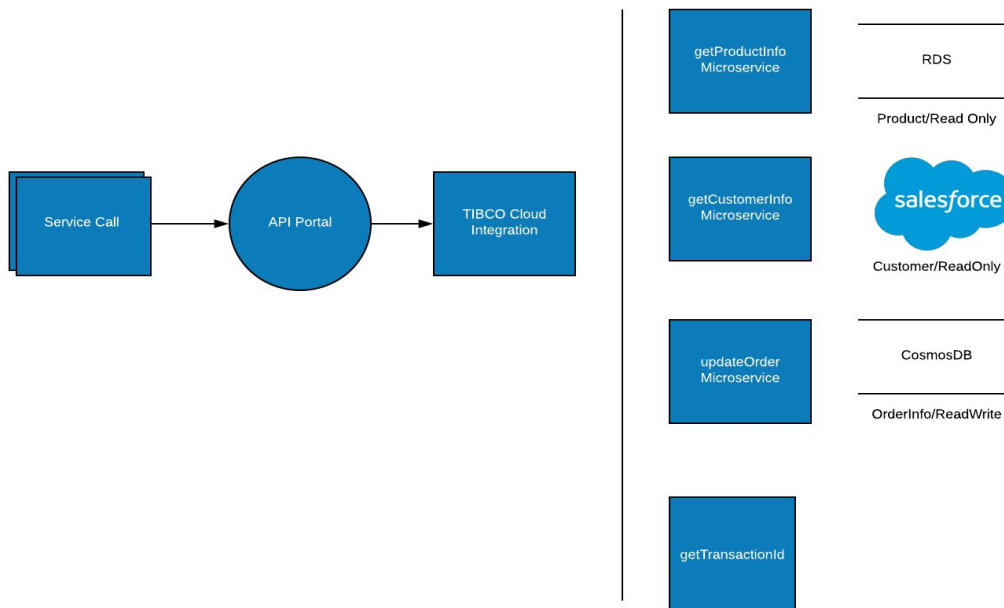 Service Call
API Portal
TIBCO Cloud
Integration
getProductInfo
Microservice
RDS
Product/Read Only
getCustomerInfo
Microservice
salesforce
Customer/ReadOnly
updateOrder
Microservice
CosmosDB
OrderInfo/ReadWrite
getTransactionId